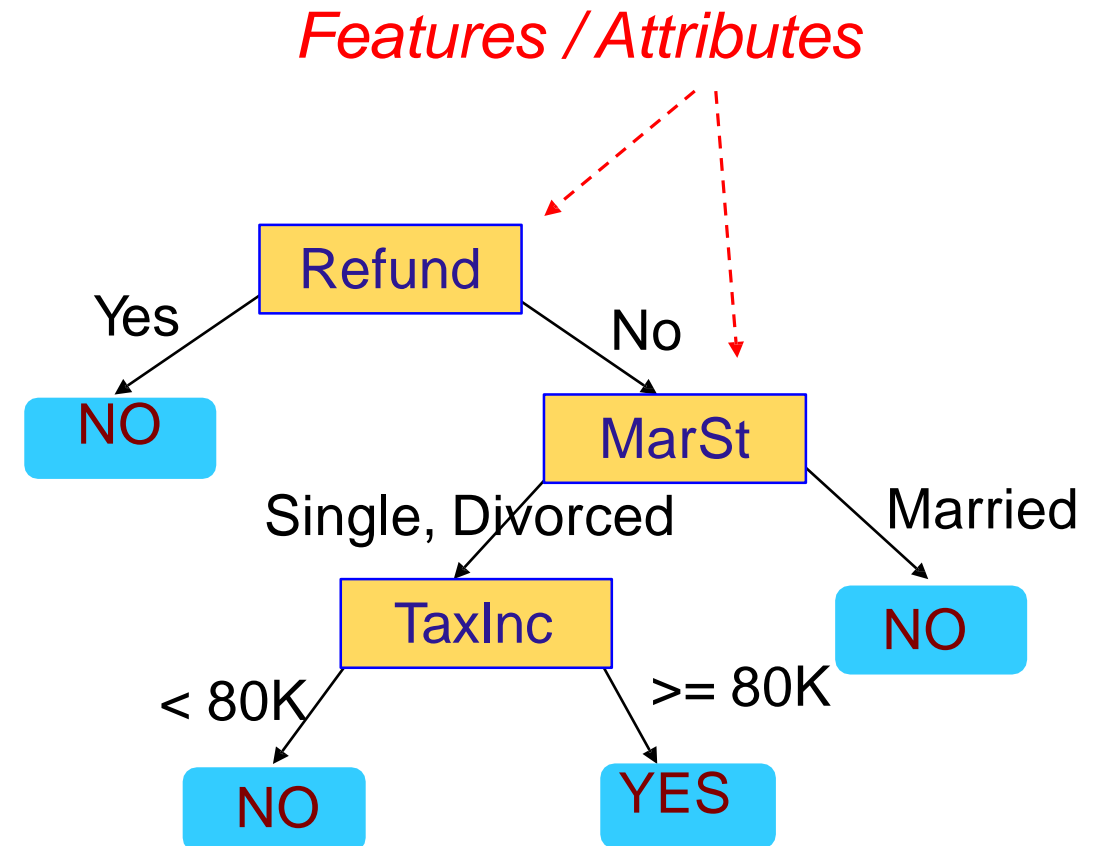 Features / Attributes
Refund
Yes
No
NO
MarSt
Single, Divorced
Married
TaxInc
NO
< 80K
>= 80K
NO
YES